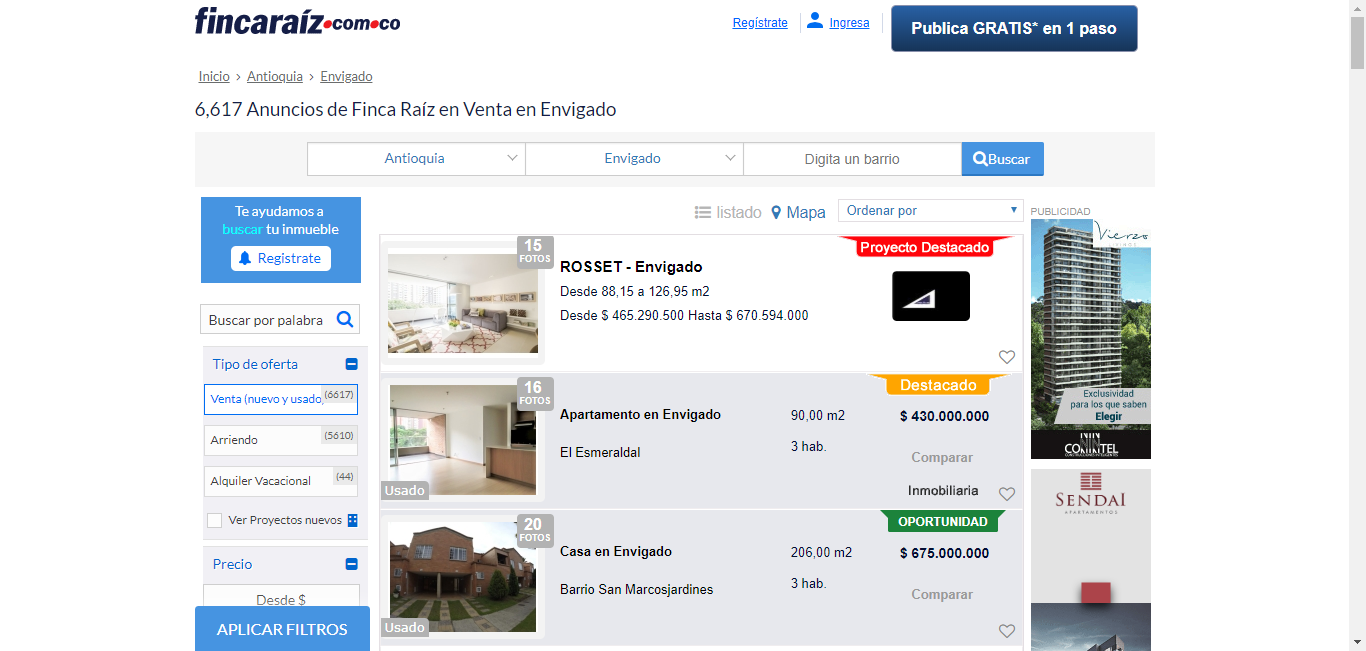 fincaraíz.com.co
Regístrate
Ingresa
Publica GRATIS* en 1 paso
Inicio › Antioquia › Envigado
6,617 Anuncios de Finca Raíz en Venta en Envigado
Antioquia
Envigado
Digita un barrio
Buscar
Te ayudamos a
buscar tu inmueble
Registrate
Buscar por palabra
Tipo de oferta
Venta (nuevo y usado) (6617)
Arriendo (5610)
Alquiler Vacacional (44)
Ver Proyectos nuevos
Precio
Desde $
APLICAR FILTROS
listado
Mapa
Ordenar por
15
FOTOS
ROSSET - Envigado
Desde 88,15 a 126,95 m2
Desde $ 465.290.500 Hasta $ 670.594.000
Proyecto Destacado
16
FOTOS
Usado
Apartamento en Envigado
El Esmeraldal
90,00 m2
3 hab.
Destacado
$ 430.000.000
Comparar
Inmobiliaria
20
FOTOS
Usado
Casa en Envigado
Barrio San Marcosjardines
206,00 m2
3 hab.
OPORTUNIDAD
$ 675.000.000
Comparar
PUBLICIDAD
Vierzo
Exclusividad
para los que saben
Elegir
CONINTEL
CONSTRUCCIONES INTELIGENTES
SENDAI
APARTAMENTOS